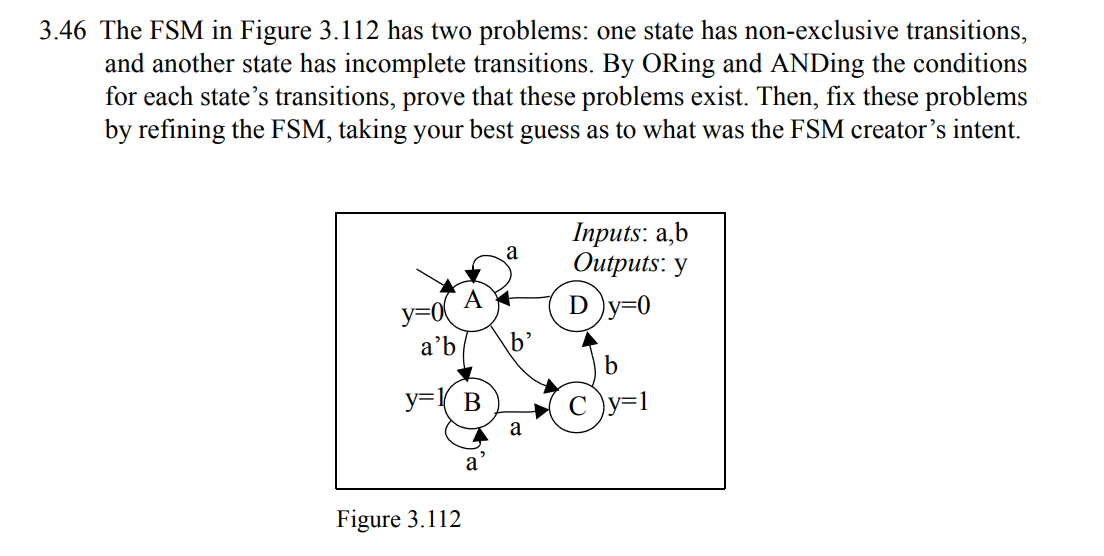 3.46 The FSM in Figure 3.112 has two problems: one state has non-exclusive transitions,
and another state has incomplete transitions. By ORing and ANDing the conditions
for each state’s transitions, prove that these problems exist. Then, fix these problems
by refining the FSM, taking your best guess as to what was the FSM creator’s intent.
Inputs: a,b
Outputs: y
a
A
D
y=0
y=0
a’b
b’
b
y=1
B
C
y=1
a
a’
Figure 3.112